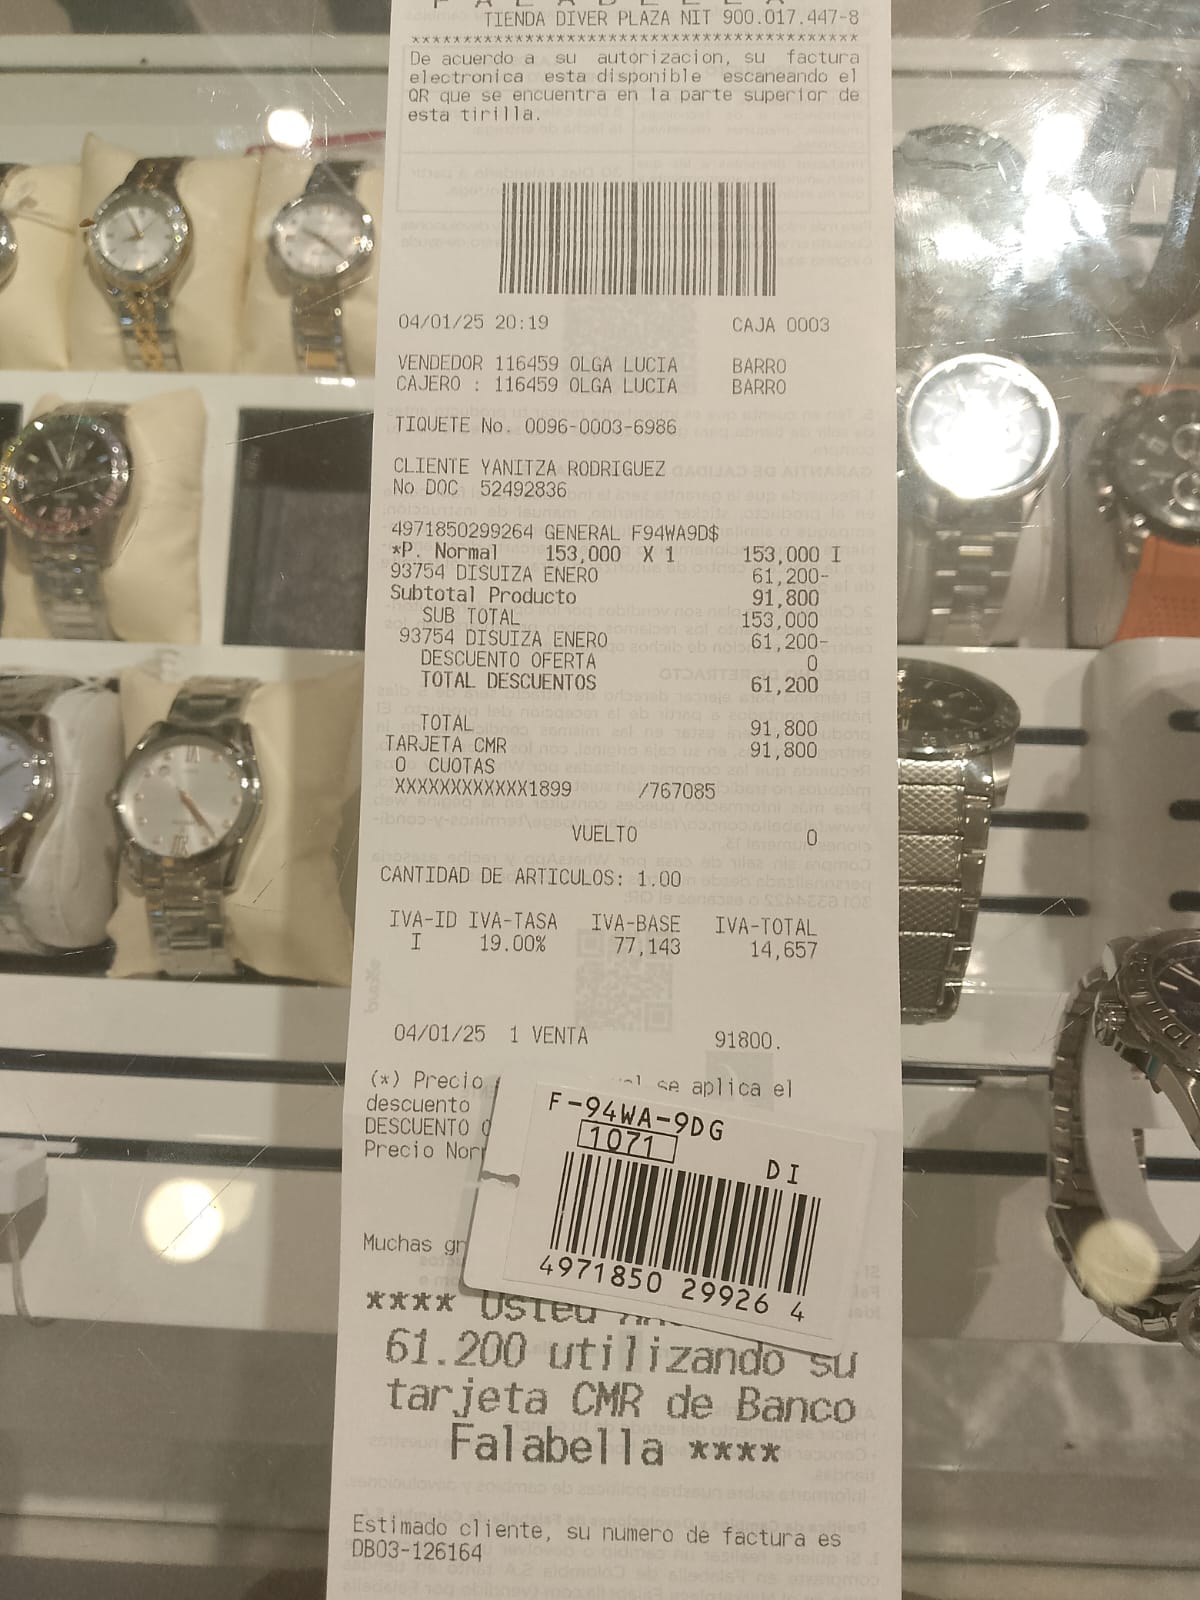 FALABELLA
TIENDA DIVER PLAZA NIT 900.017.447-8
******************************************
De acuerdo a su autorizacion, su factura
electronica esta disponible escaneando el
QR que se encuentra en la parte superior de
esta tirilla.
04/01/25 20:19 CAJA 0003
VENDEDOR 116459 OLGA LUCIA BARRO
CAJERO : 116459 OLGA LUCIA BARRO
TIQUETE No. 0096-0003-6986
CLIENTE YANITZA RODRIGUEZ
No DOC 52492836
4971850299264 GENERAL F94WA9D$
*P. Normal 153,000 X 1 153,000 I
93754 DISUIZA ENERO 61,200-
Subtotal Producto 91,800
SUB TOTAL 153,000
93754 DISUIZA ENERO 61,200-
DESCUENTO OFERTA 0
TOTAL DESCUENTOS 61,200
TOTAL 91,800
TARJETA CMR 91,800
0 CUOTAS
XXXXXXXXXXXX1899 /767085
VUELTO 0
CANTIDAD DE ARTICULOS: 1.00
IVA-ID IVA-TASA IVA-BASE IVA-TOTAL
I 19.00% 77,143 14,657
04/01/25 1 VENTA 91800.
(*) Precio se aplica el
descuento
DESCUENTO
Precio
F-94WA-9DG
1071
DI
4971850 29926 4
Muchas
**** Usted
61.200 utilizando su
tarjeta CMR de Banco
Falabella ****
Estimado cliente, su numero de factura es
DB03-126164